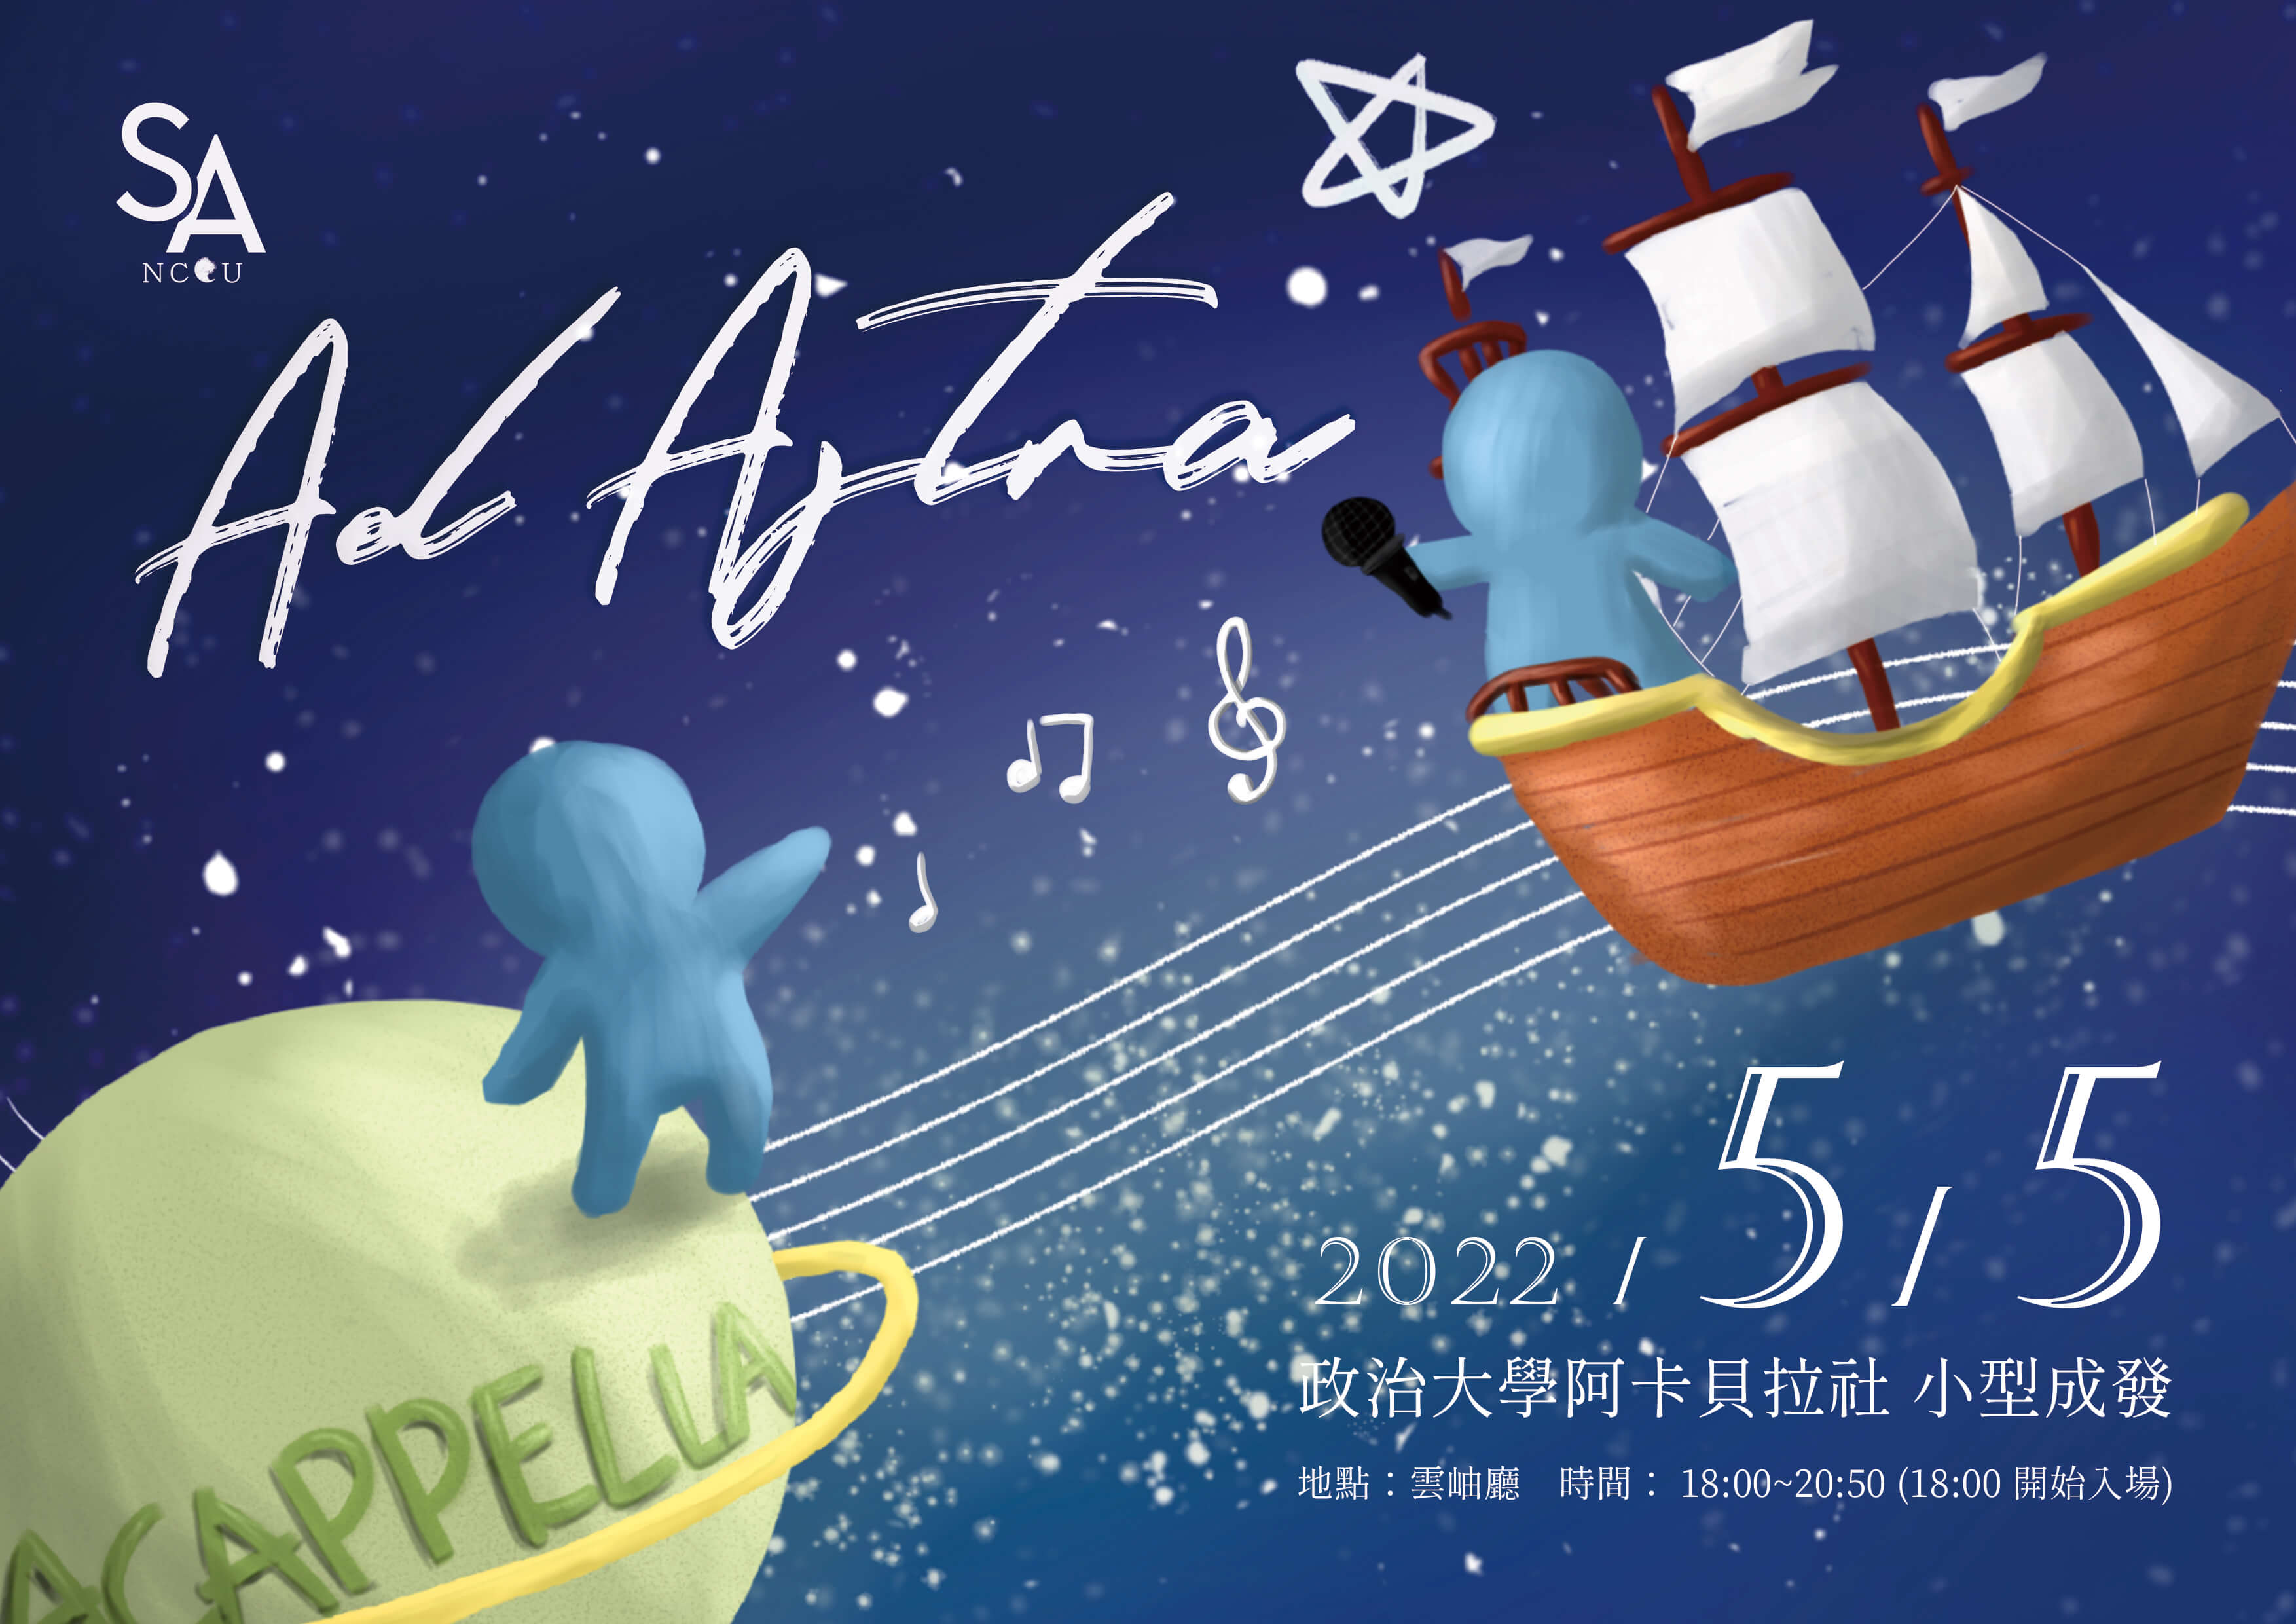 SA
NCCU
Ad Astra
ACAPPELLA
2022 / 5 / 5
政治大學阿卡貝拉社 小型成發
地點：雲岫廳 時間： 18:00~20:50 (18:00 開始入場)